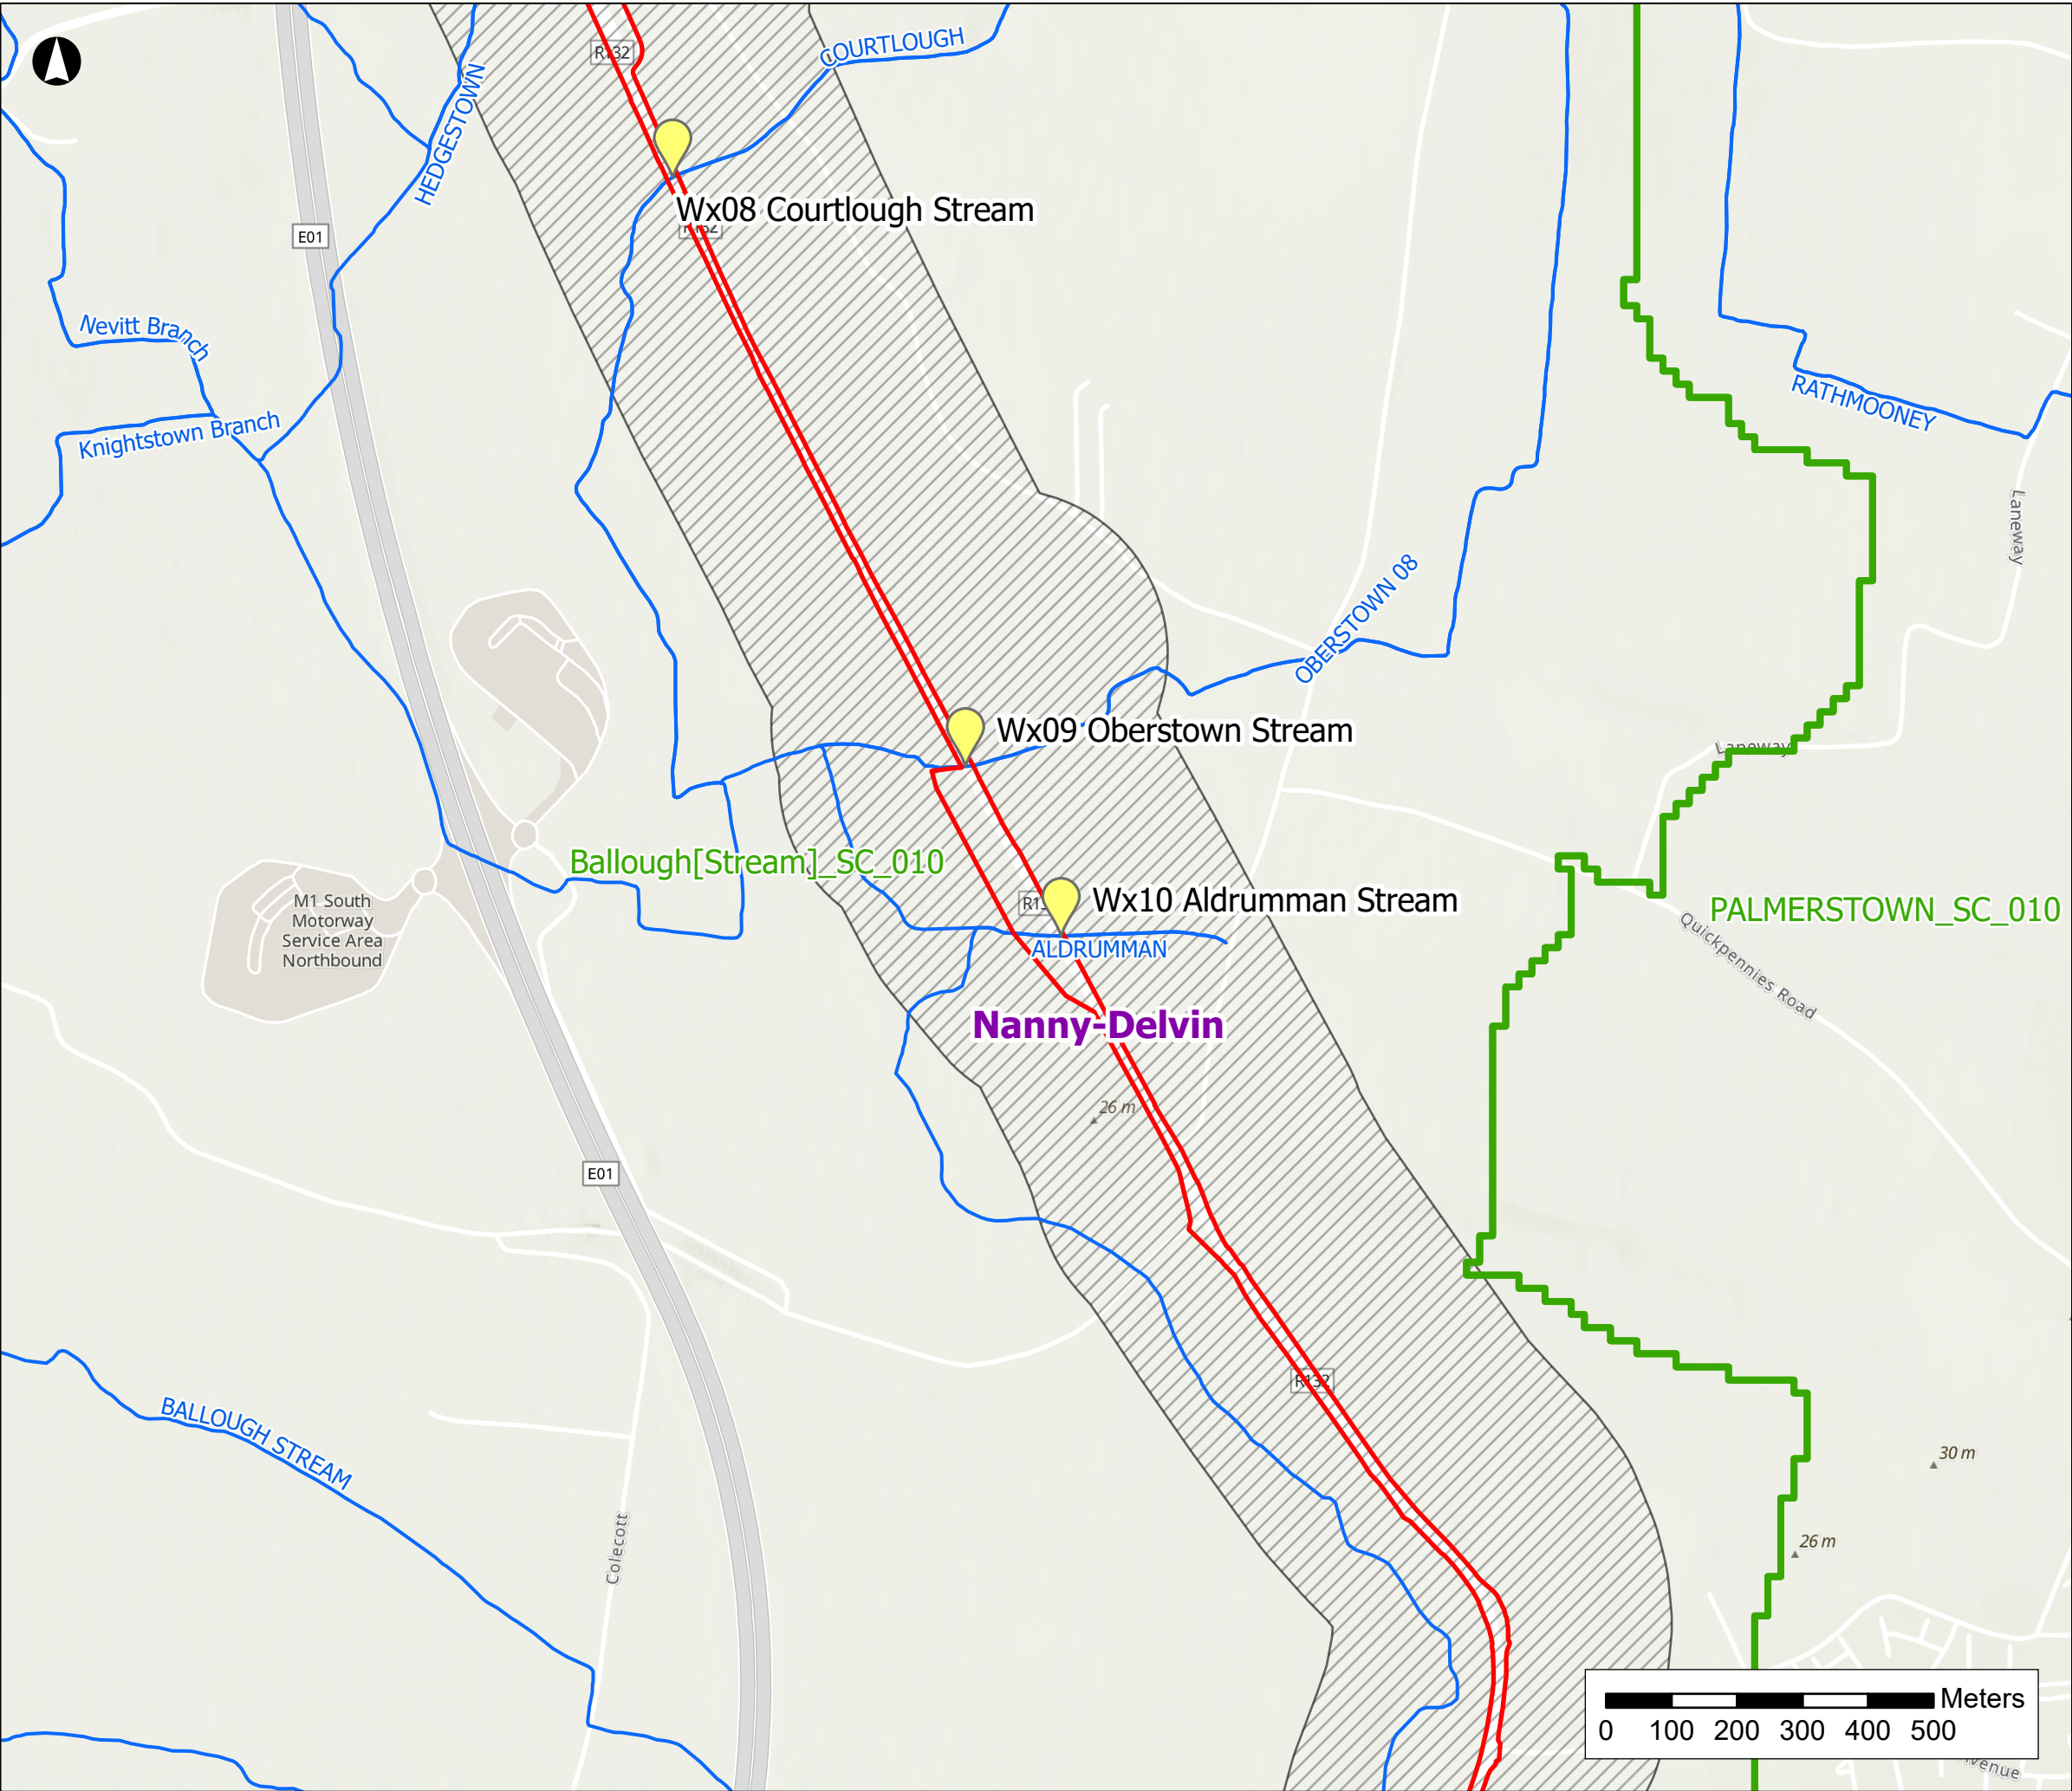 COURTLOUGH
R132
HEDGESTOWN
Wx08 Courtlough Stream
R132
E01
Nevitt Branch
RATHMOONEY
Knightstown Branch
Laneway
OBERSTOWN 08
Wx09 Oberstown Stream
Laneway
Ballough[Stream]_SC_010
M1 South
Motorway
Service Area
Northbound
Wx10 Aldrumman Stream
PALMERSTOWN_SC_010
ALDRUMMAN
Quickpennies Road
Nanny-Delvin
26 m
E01
R132
BALLOUGH STREAM
30 m
Colecott
26 m
Meters
0 100 200 300 400 500